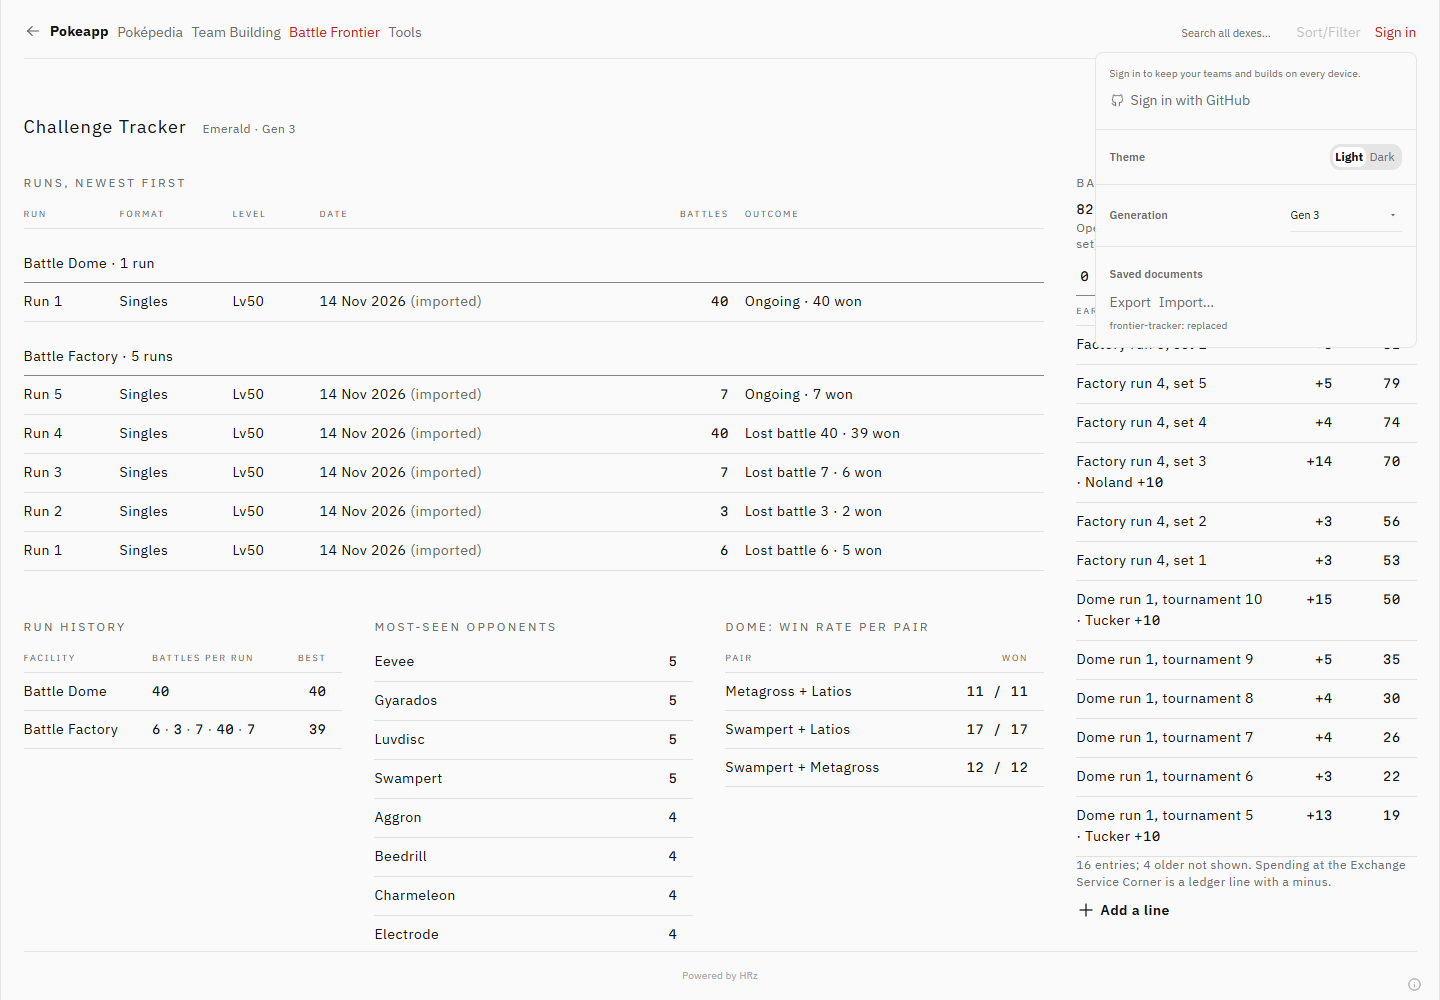 Pokeapp Poképedia Team Building Battle Frontier Tools
Search all dexes... Sort/Filter Sign in
Sign in to keep your teams and builds on every device.
Sign in with GitHub
Theme Light Dark
Generation Gen 3
Saved documents
Export Import...
frontier-tracker: replaced
Challenge Tracker Emerald · Gen 3
RUNS, NEWEST FIRST
RUN FORMAT LEVEL DATE BATTLES OUTCOME
Battle Dome · 1 run
Run 1 Singles Lv50 14 Nov 2026 (imported) 40 Ongoing · 40 won
Battle Factory · 5 runs
Run 5 Singles Lv50 14 Nov 2026 (imported) 7 Ongoing · 7 won
Run 4 Singles Lv50 14 Nov 2026 (imported) 40 Lost battle 40 · 39 won
Run 3 Singles Lv50 14 Nov 2026 (imported) 7 Lost battle 7 · 6 won
Run 2 Singles Lv50 14 Nov 2026 (imported) 3 Lost battle 3 · 2 won
Run 1 Singles Lv50 14 Nov 2026 (imported) 6 Lost battle 6 · 5 won
RUN HISTORY
FACILITY BATTLES PER RUN BEST
Battle Dome 40 40
Battle Factory 6 · 3 · 7 · 40 · 7 39
MOST-SEEN OPPONENTS
Eevee 5
Gyarados 5
Luvdisc 5
Swampert 5
Aggron 4
Beedrill 4
Charmeleon 4
Electrode 4
DOME: WIN RATE PER PAIR
PAIR WON
Metagross + Latios 11 / 11
Swampert + Latios 17 / 17
Swampert + Metagross 12 / 12
82
set
0
Factory run 4, set 5 +5 79
Factory run 4, set 4 +4 74
Factory run 4, set 3 +14 70
· Noland +10
Factory run 4, set 2 +3 56
Factory run 4, set 1 +3 53
Dome run 1, tournament 10 +15 50
· Tucker +10
Dome run 1, tournament 9 +5 35
Dome run 1, tournament 8 +4 30
Dome run 1, tournament 7 +4 26
Dome run 1, tournament 6 +3 22
Dome run 1, tournament 5 +13 19
· Tucker +10
16 entries; 4 older not shown. Spending at the Exchange
Service Corner is a ledger line with a minus.
Add a line
Powered by HRz